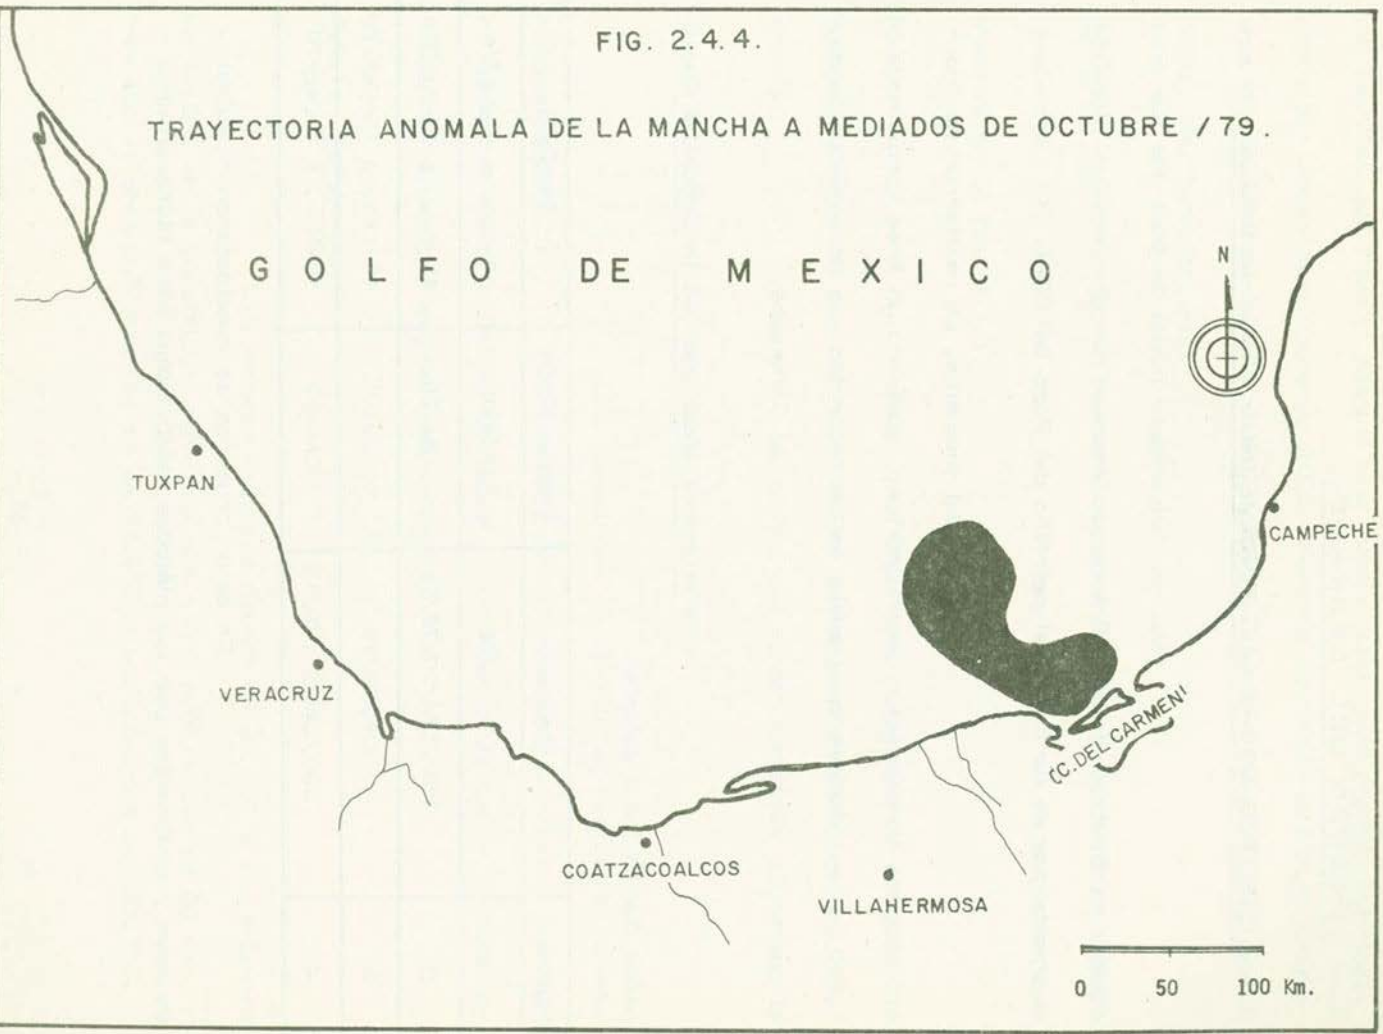 FIG. 2.4.4.
TRAYECTORIA ANOMALA DE LA MANCHA A MEDIADOS DE OCTUBRE /79.
GOLFO DE MEXICO
N
TUXPAN
CAMPECHE
VERACRUZ
CC. DEL CARMEN
COATZACOALCOS
VILLAHERMOSA
0 50 100 Km.